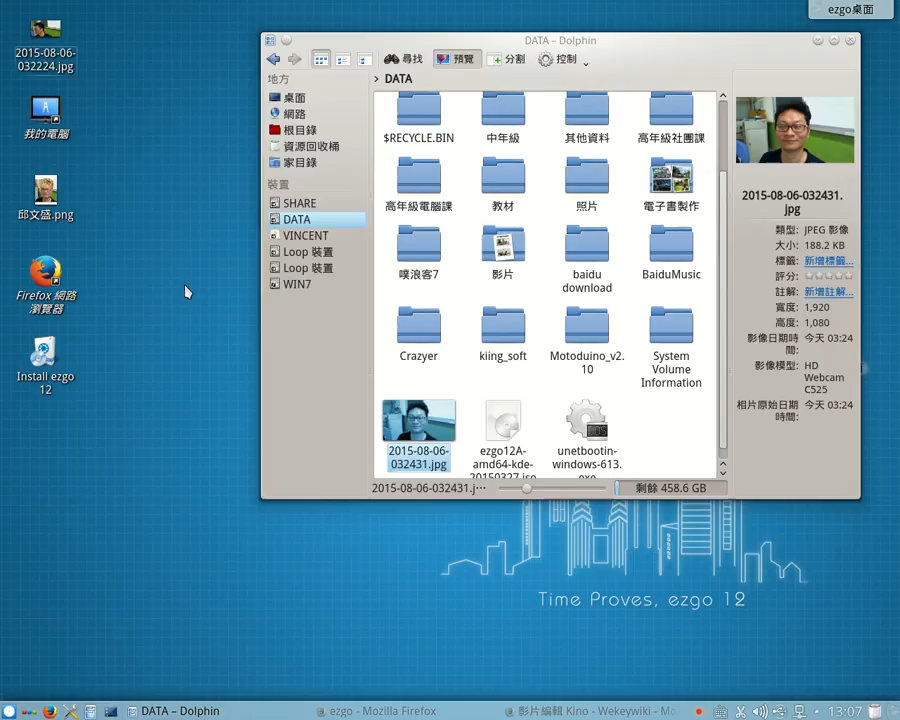 ezgo桌面
2015-08-06-
032224.jpg
我的電腦
邱文盛.png
Firefox 網路
瀏覽器
Install ezgo
12
DATA – Dolphin
尋找
預覽
分割
控制
地方
桌面
網路
根目錄
資源回收桶
家目錄
裝置
SHARE
DATA
VINCENT
Loop 裝置
Loop 裝置
WIN7
> DATA
$RECYCLE.BIN
中年級
其他資料
高年級社團課
高年級電腦課
教材
照片
電子書製作
噗浪客7
影片
baidu
download
BaiduMusic
Crazyer
kiing_soft
Motoduino_v2.
10
System
Volume
Information
2015-08-06-
032431.jpg
ezgo12A-
amd64-kde-
20150327.iso
unetbootin-
windows-613.
exe
2015-08-06-032431.j···
剩餘 458.6 GB
2015-08-06-032431.
jpg
類型: JPEG 影像
大小: 188.2 KB
標籤: 新增標籤...
評分:
註解: 新增註解...
寬度: 1,920
高度: 1,080
影像日期時
間: 今天 03:24
影像模型: HD
Webcam
C525
相片原始日期
時間: 今天 03:24
Time Proves, ezgo 12
DATA – Dolphin
ezgo - Mozilla Firefox
影片編輯 Kino - Wekeywiki - Mo
13:07